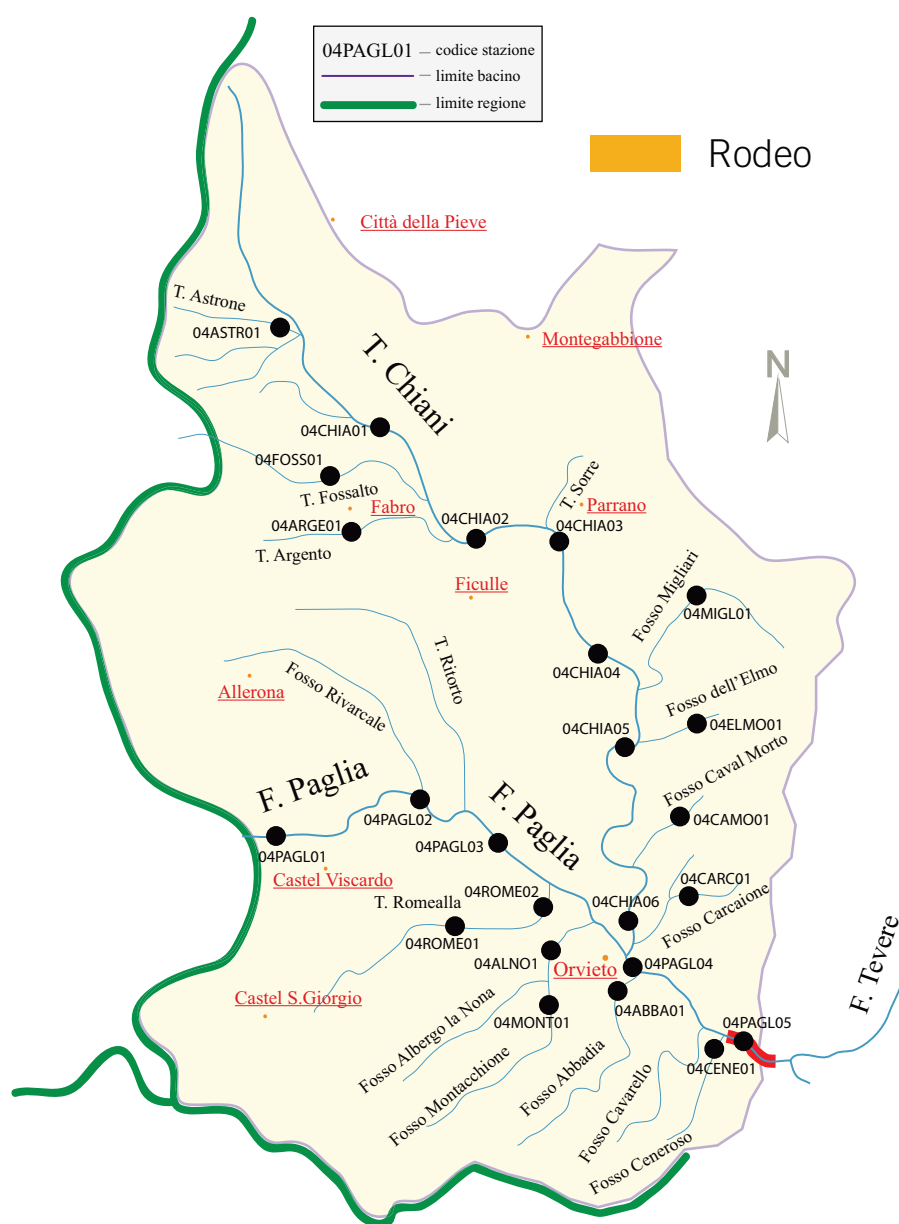 04PAGL01 – codice stazione
– limite bacino
– limite regione
Rodeo
Città della Pieve
T. Astrone
04ASTR01
Montegabbione
N
T. Chiani
04CHIA01
04FOSS01
T. Fossalto
T. Sorre
Fabro
Parrano
04CHIA02
04ARGE01
04CHIA03
T. Argento
Ficulle
Fosso Migliari
04MIGL01
T. Ritorto
04CHIA04
Allerona
Fosso Rivarcale
Fosso dell'Elmo
04CHIA05
04ELMO01
Fosso Caval Morto
F. Paglia
F. Paglia
04PAGL02
04CAMO01
04PAGL03
04PAGL01
Castel Viscardo
04CARC01
04ROME02
T. Romealla
04CHIA06
Fosso Carcaione
04ROME01
04ALNO1
Orvieto
04PAGL04
F. Tevere
Castel S.Giorgio
04ABBA01
04MONT01
04PAGL05
Fosso Albergo la Nona
04CENE01
Fosso Montacchione
Fosso Abbadia
Fosso Cavarello
Fosso Ceneroso